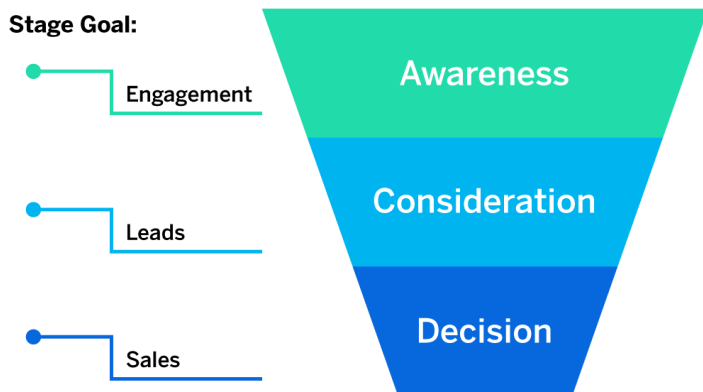 Stage Goal:
Engagement
Awareness
Leads
Consideration
Sales
Decision